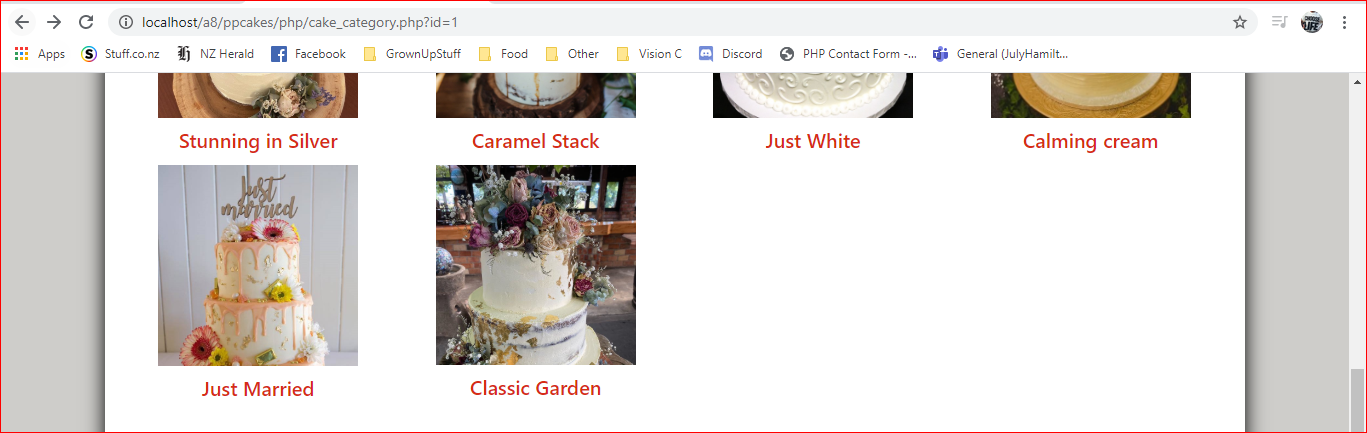 localhost/a8/ppcakes/php/cake_category.php?id=1
Apps S Stuff.co.nz NZ Herald Facebook GrownUpStuff Food Other Vision C Discord PHP Contact Form -... General (JulyHamilt...
Stunning in Silver Caramel Stack Just White Calming cream
Just
married
Just Married Classic Garden